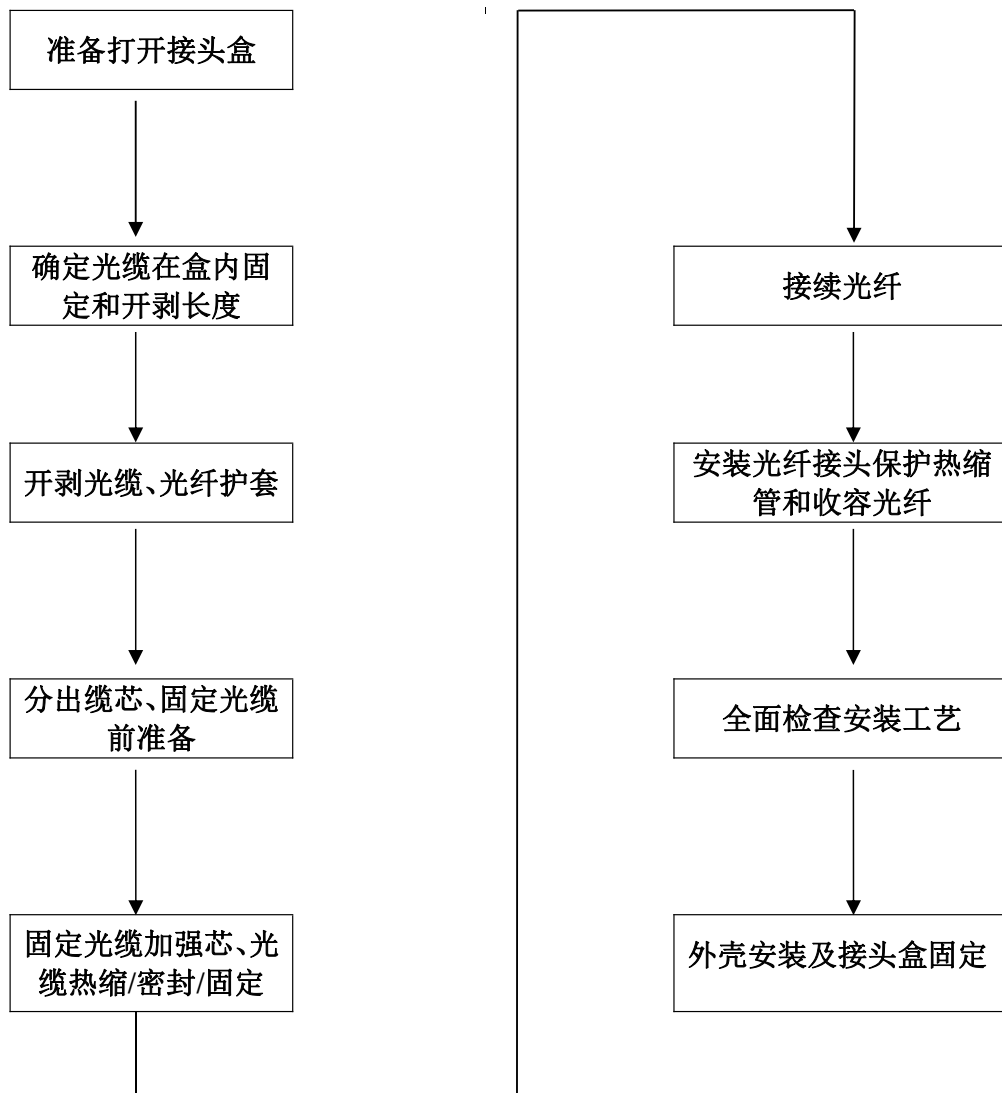 准备打开接头盒
确定光缆在盒内固
定和开剥长度
开剥光缆、光纤护套
分出缆芯、固定光缆
前准备
固定光缆加强芯、光
缆热缩/密封/固定
接续光纤
安装光纤接头保护热缩
管和收容光纤
全面检查安装工艺
外壳安装及接头盒固定